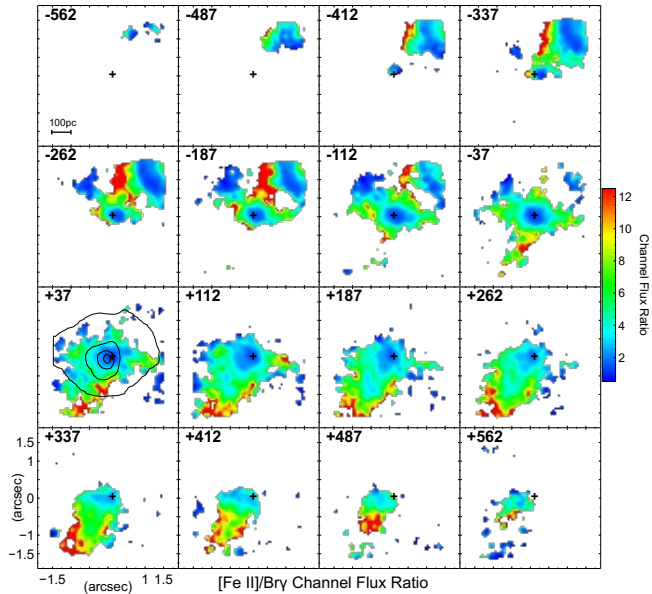 -562 -487 -412 -337
100pc
-262 -187 -112 -37
+37 +112 +187 +262
+337 +412 +487 +562
12
10
8
6
4
2
Channel Flux Ratio
1.5
1
0
-1
-1.5
(arcsec)
-1.5 1 1.5
(arcsec)
[Fe II]/Brγ Channel Flux Ratio